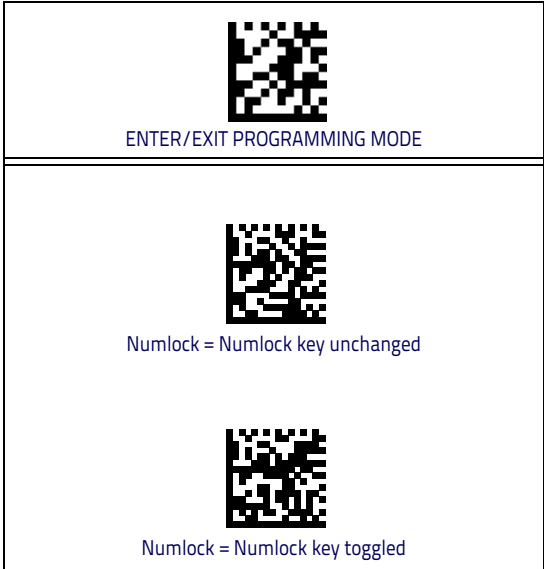 ENTER/EXIT PROGRAMMING MODE
Numlock = Numlock key unchanged
Numlock = Numlock key toggled